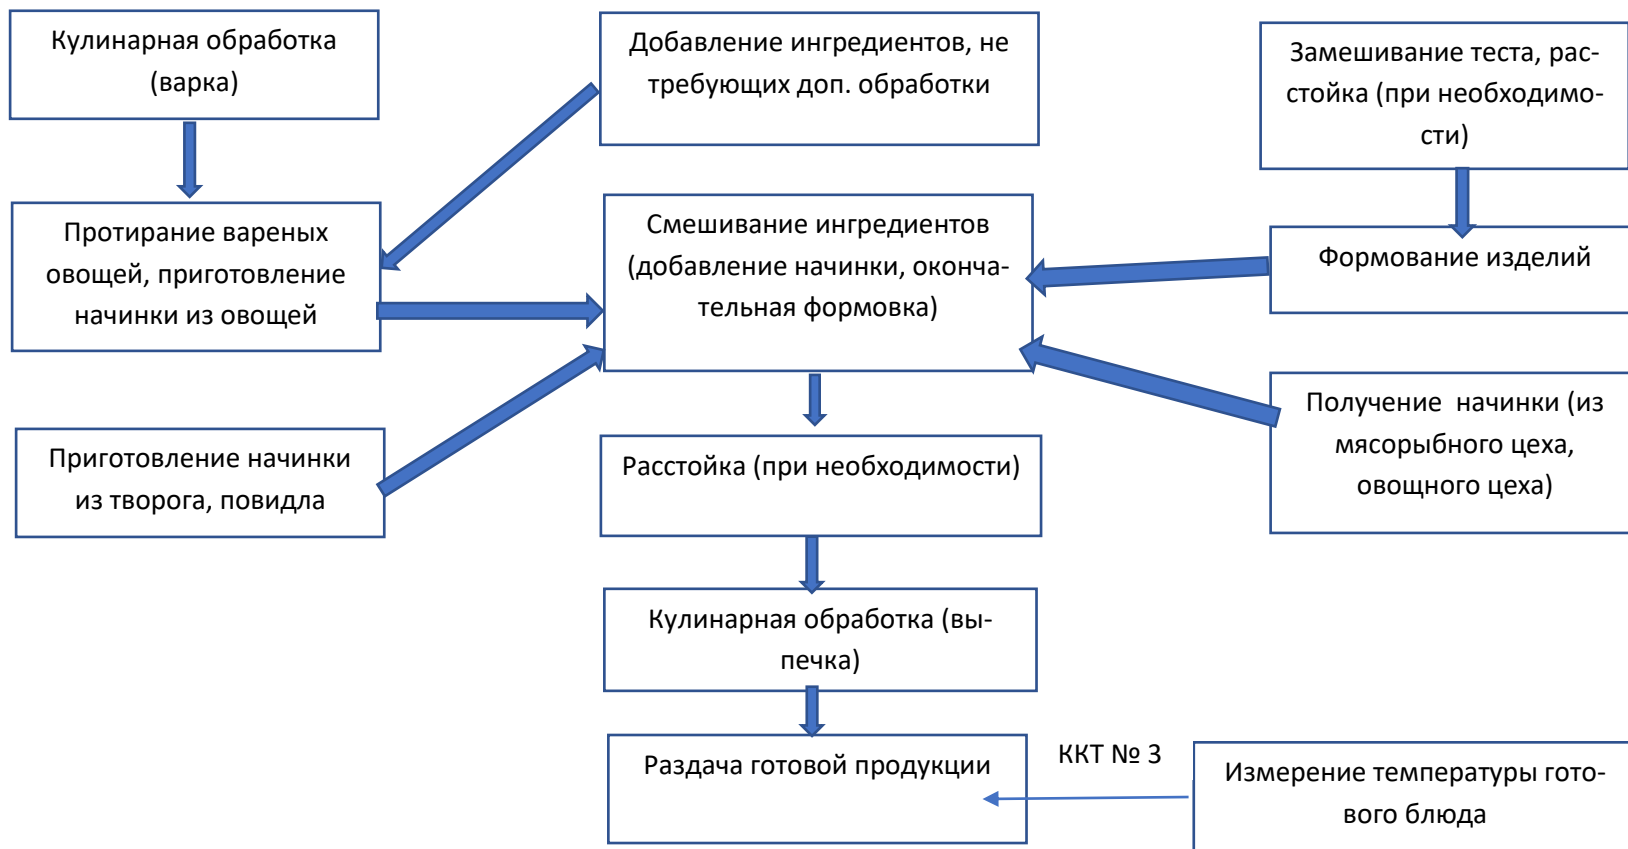 Кулинарная обработка
(варка)
Добавление ингредиентов, не
требующих доп. обработки
Замешивание теста, рас-
стойка (при необходимо-
сти)
Протирание вареных
овощей, приготовление
начинки из овощей
Смешивание ингредиентов
(добавление начинки, оконча-
тельная формовка)
Формование изделий
Приготовление начинки
из творога, повидла
Расстойка (при необходимости)
Получение начинки (из
мясорыбного цеха,
овощного цеха)
Кулинарная обработка (вы-
печка)
Раздача готовой продукции
ККТ № 3
Измерение температуры гото-
вого блюда